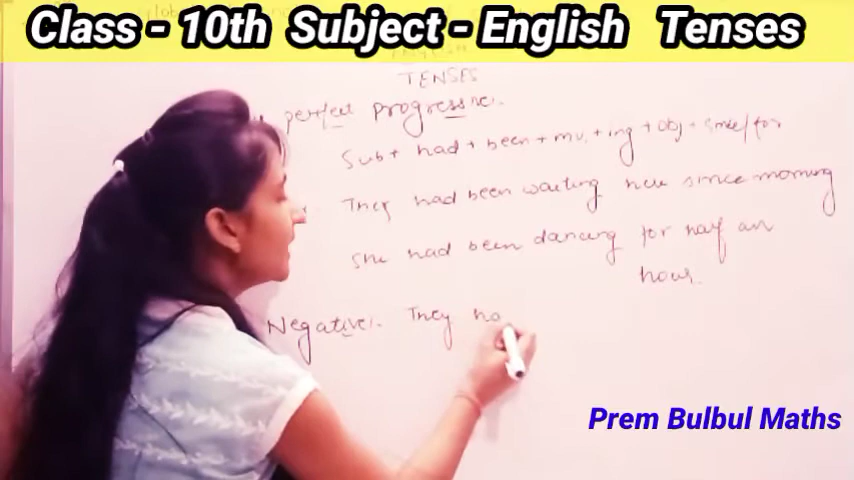 Class - 10th Subject - English Tenses
TENSES
perfect progressive.
Sub+ had + been + mv, + ing + obj + since/for
They had been waiting here since morning
She had been dancing for half an
hour.
Negative:. They ha
Prem Bulbul Maths